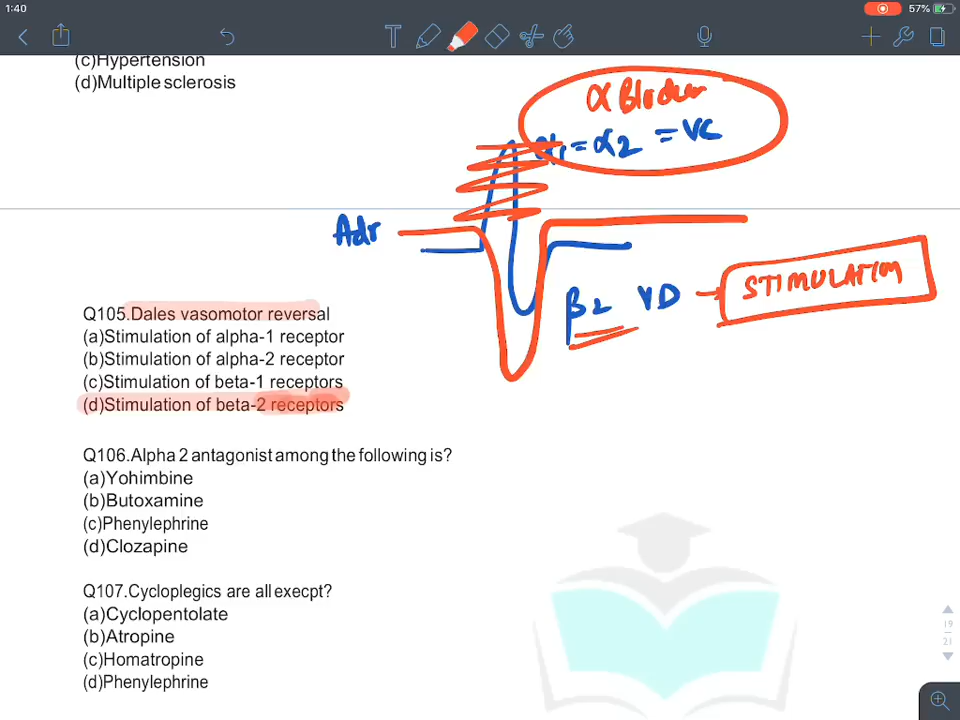 1:40
57%
(c)Hypertension
(d)Multiple sclerosis
α Blocker
α1 = α2 = VC
Adr
β2 VD → STIMULATION
Q105.Dales vasomotor reversal
(a)Stimulation of alpha-1 receptor
(b)Stimulation of alpha-2 receptor
(c)Stimulation of beta-1 receptors
(d)Stimulation of beta-2 receptors
Q106.Alpha 2 antagonist among the following is?
(a)Yohimbine
(b)Butoxamine
(c)Phenylephrine
(d)Clozapine
Q107.Cycloplegics are all execpt?
(a)Cyclopentolate
(b)Atropine
(c)Homatropine
(d)Phenylephrine
19
21